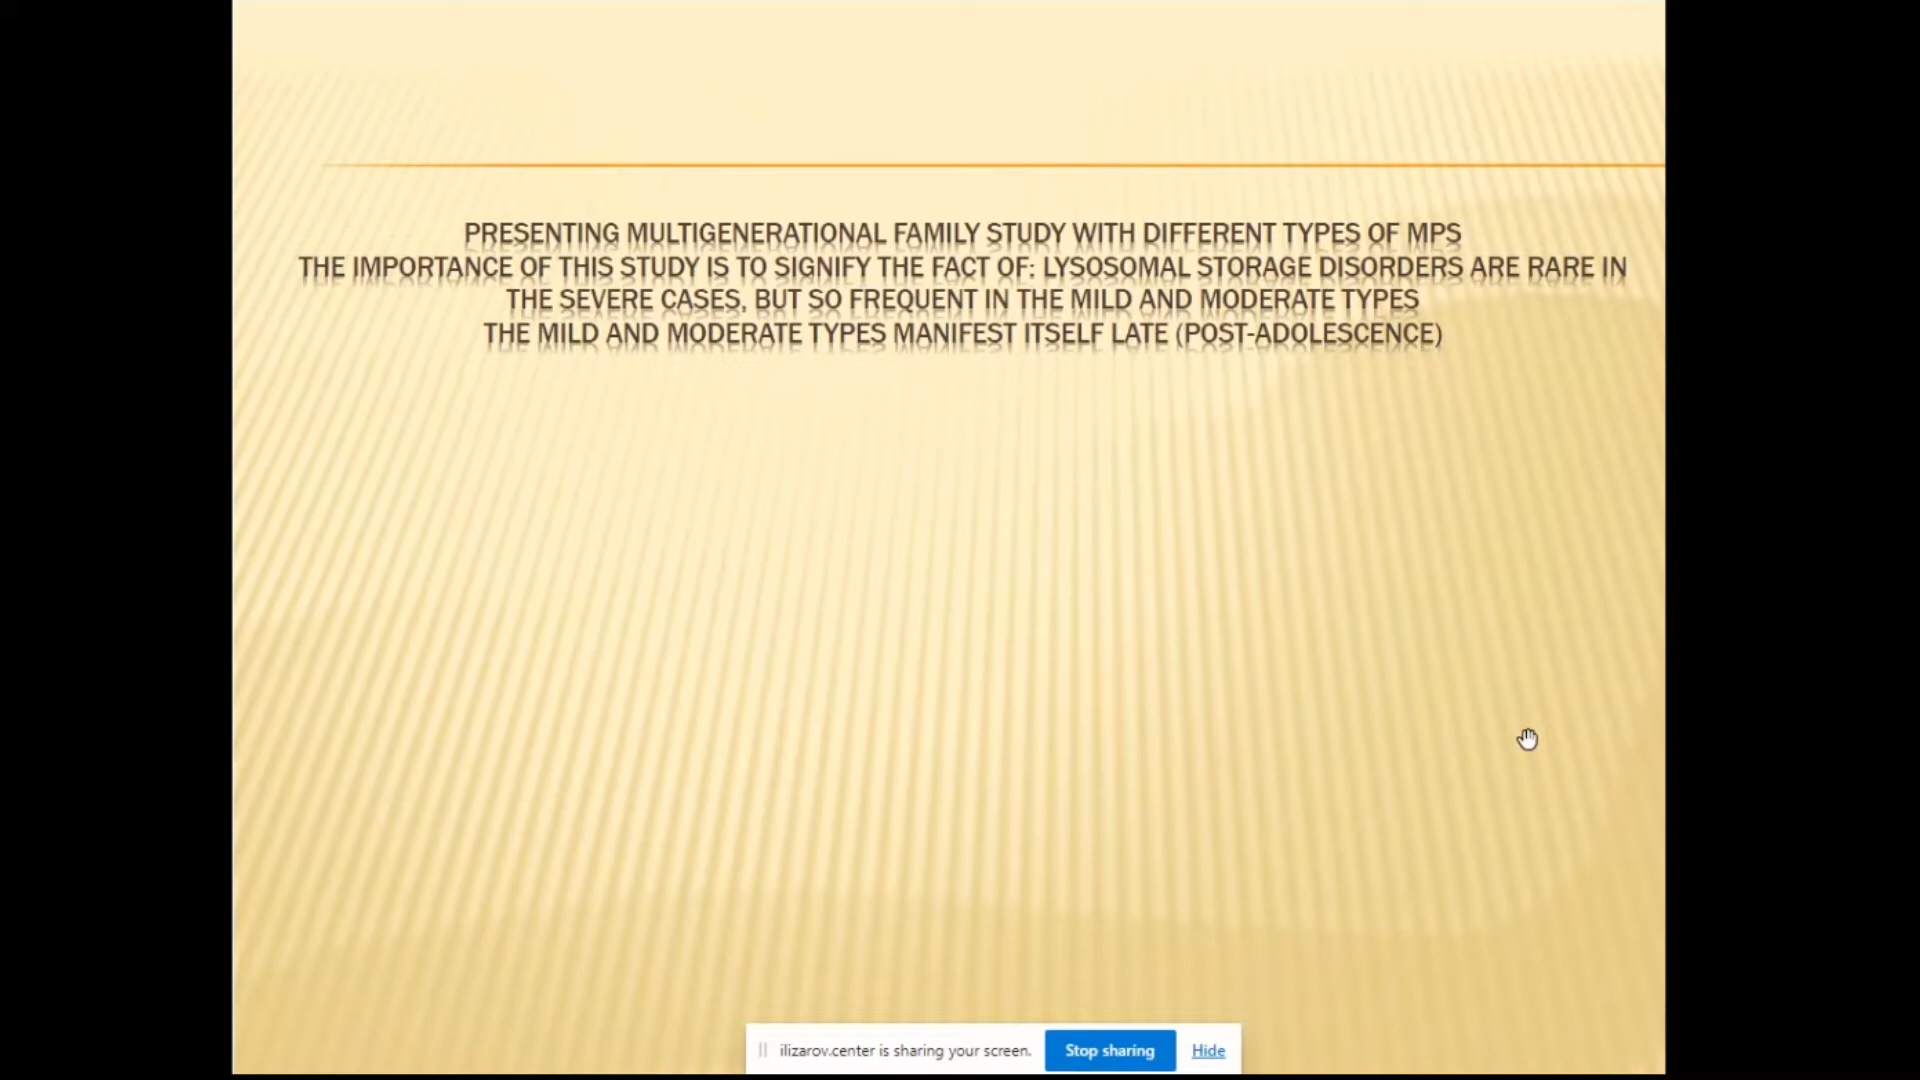 PRESENTING MULTIGENERATIONAL FAMILY STUDY WITH DIFFERENT TYPES OF MPS
THE IMPORTANCE OF THIS STUDY IS TO SIGNIFY THE FACT OF: LYSOSOMAL STORAGE DISORDERS ARE RARE IN
THE SEVERE CASES, BUT SO FREQUENT IN THE MILD AND MODERATE TYPES
THE MILD AND MODERATE TYPES MANIFEST ITSELF LATE (POST-ADOLESCENCE)
ilizarov.center is sharing your screen. Stop sharing Hide